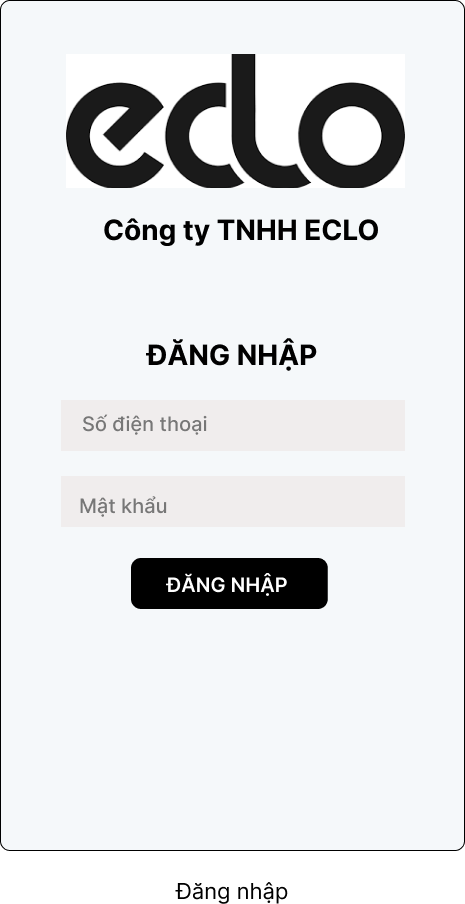 eclo
Công ty TNHH ECLO
ĐĂNG NHẬP
Số điện thoại
Mật khẩu
ĐĂNG NHẬP
Đăng nhập